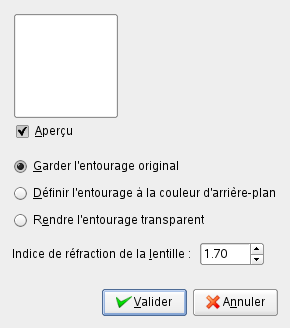 Aperçu
Garder l'entourage original
Définir l'entourage à la couleur d'arrière-plan
Rendre l'entourage transparent
Indice de réfraction de la lentille : 1.70
Valider Annuler